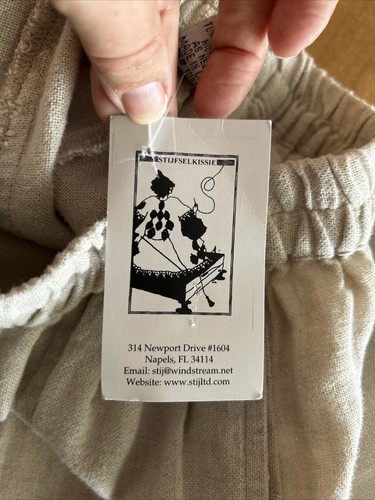 STIJFSELKISSIE
314 Newport Drive #1604
Napels, FL 34114
Email: stij@windstream.net
Website: www.stijltd.com